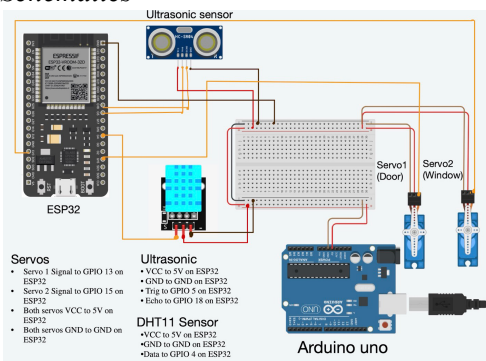 Schematics
Ultrasonic sensor
ESPRESSIF
ESP32-WROOM-32D
HC-SR04
ESP32
Servo1
(Door)
Servo2
(Window)
Servos
• Servo 1 Signal to GPIO 13 on
ESP32
• Servo 2 Signal to GPIO 15 on
ESP32
• Both servos VCC to 5V on
ESP32
• Both servos GND to GND on
ESP32
Ultrasonic
• VCC to 5V on ESP32
• GND to GND on ESP32
• Trig to GPIO 5 on ESP32
• Echo to GPIO 18 on ESP32
DHT11 Sensor
•VCC to 5V on ESP32
•GND to GND on ESP32
•Data to GPIO 4 on ESP32
UNO
ARDUINO
Arduino uno